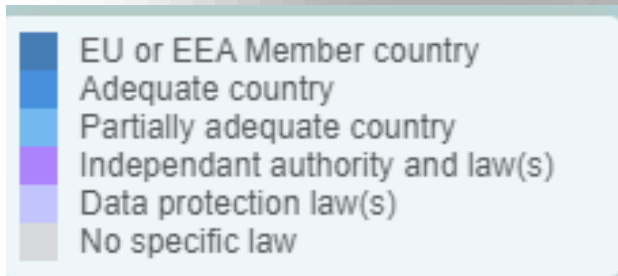 EU or EEA Member country
Adequate country
Partially adequate country
Independant authority and law(s)
Data protection law(s)
No specific law